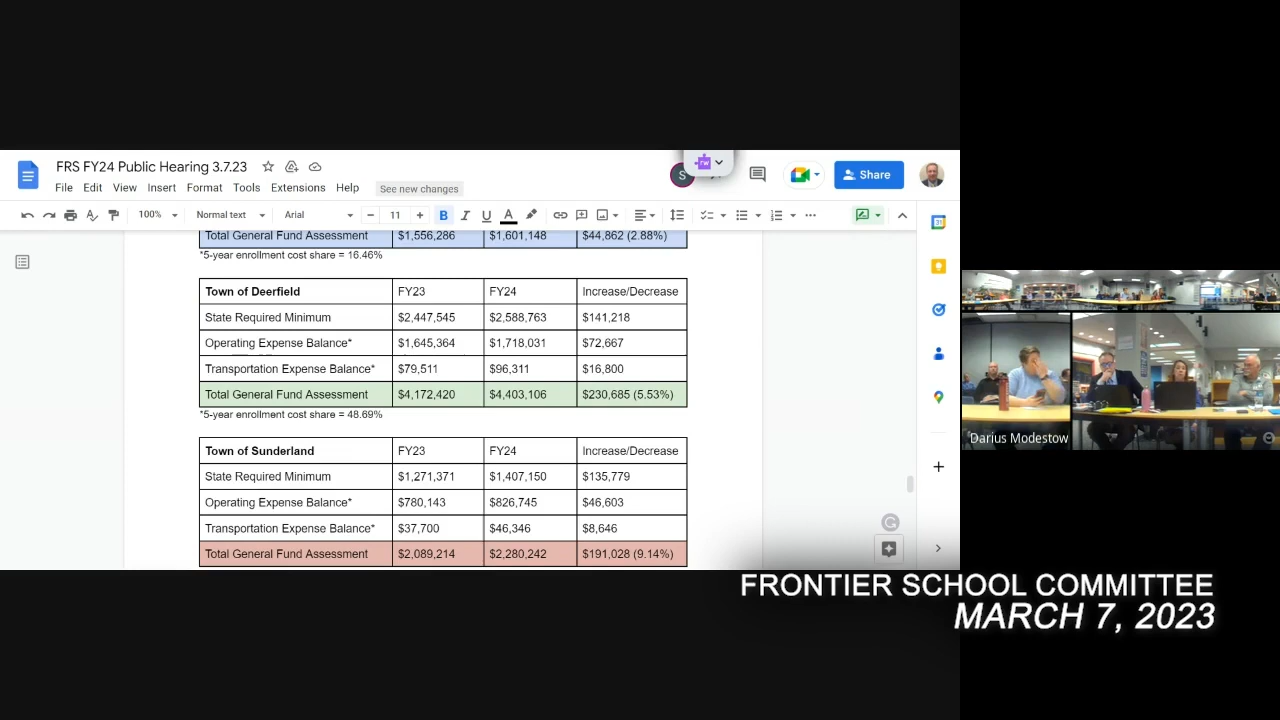 FRS FY24 Public Hearing 3.7.23
File Edit View Insert Format Tools Extensions Help See new changes
S rw Share
100% Normal text Arial 11 B I U A
Total General Fund Assessment $1,556,286 $1,601,148 $44,862 (2.88%)
*5-year enrollment cost share = 16.46%
Town of Deerfield FY23 FY24 Increase/Decrease
State Required Minimum $2,447,545 $2,588,763 $141,218
Operating Expense Balance* $1,645,364 $1,718,031 $72,667
Transportation Expense Balance* $79,511 $96,311 $16,800
Total General Fund Assessment $4,172,420 $4,403,106 $230,685 (5.53%)
*5-year enrollment cost share = 48.69%
Town of Sunderland FY23 FY24 Increase/Decrease
State Required Minimum $1,271,371 $1,407,150 $135,779
Operating Expense Balance* $780,143 $826,745 $46,603
Transportation Expense Balance* $37,700 $46,346 $8,646
Total General Fund Assessment $2,089,214 $2,280,242 $191,028 (9.14%)
Darius Modestow
FRONTIER SCHOOL COMMITTEE
MARCH 7, 2023